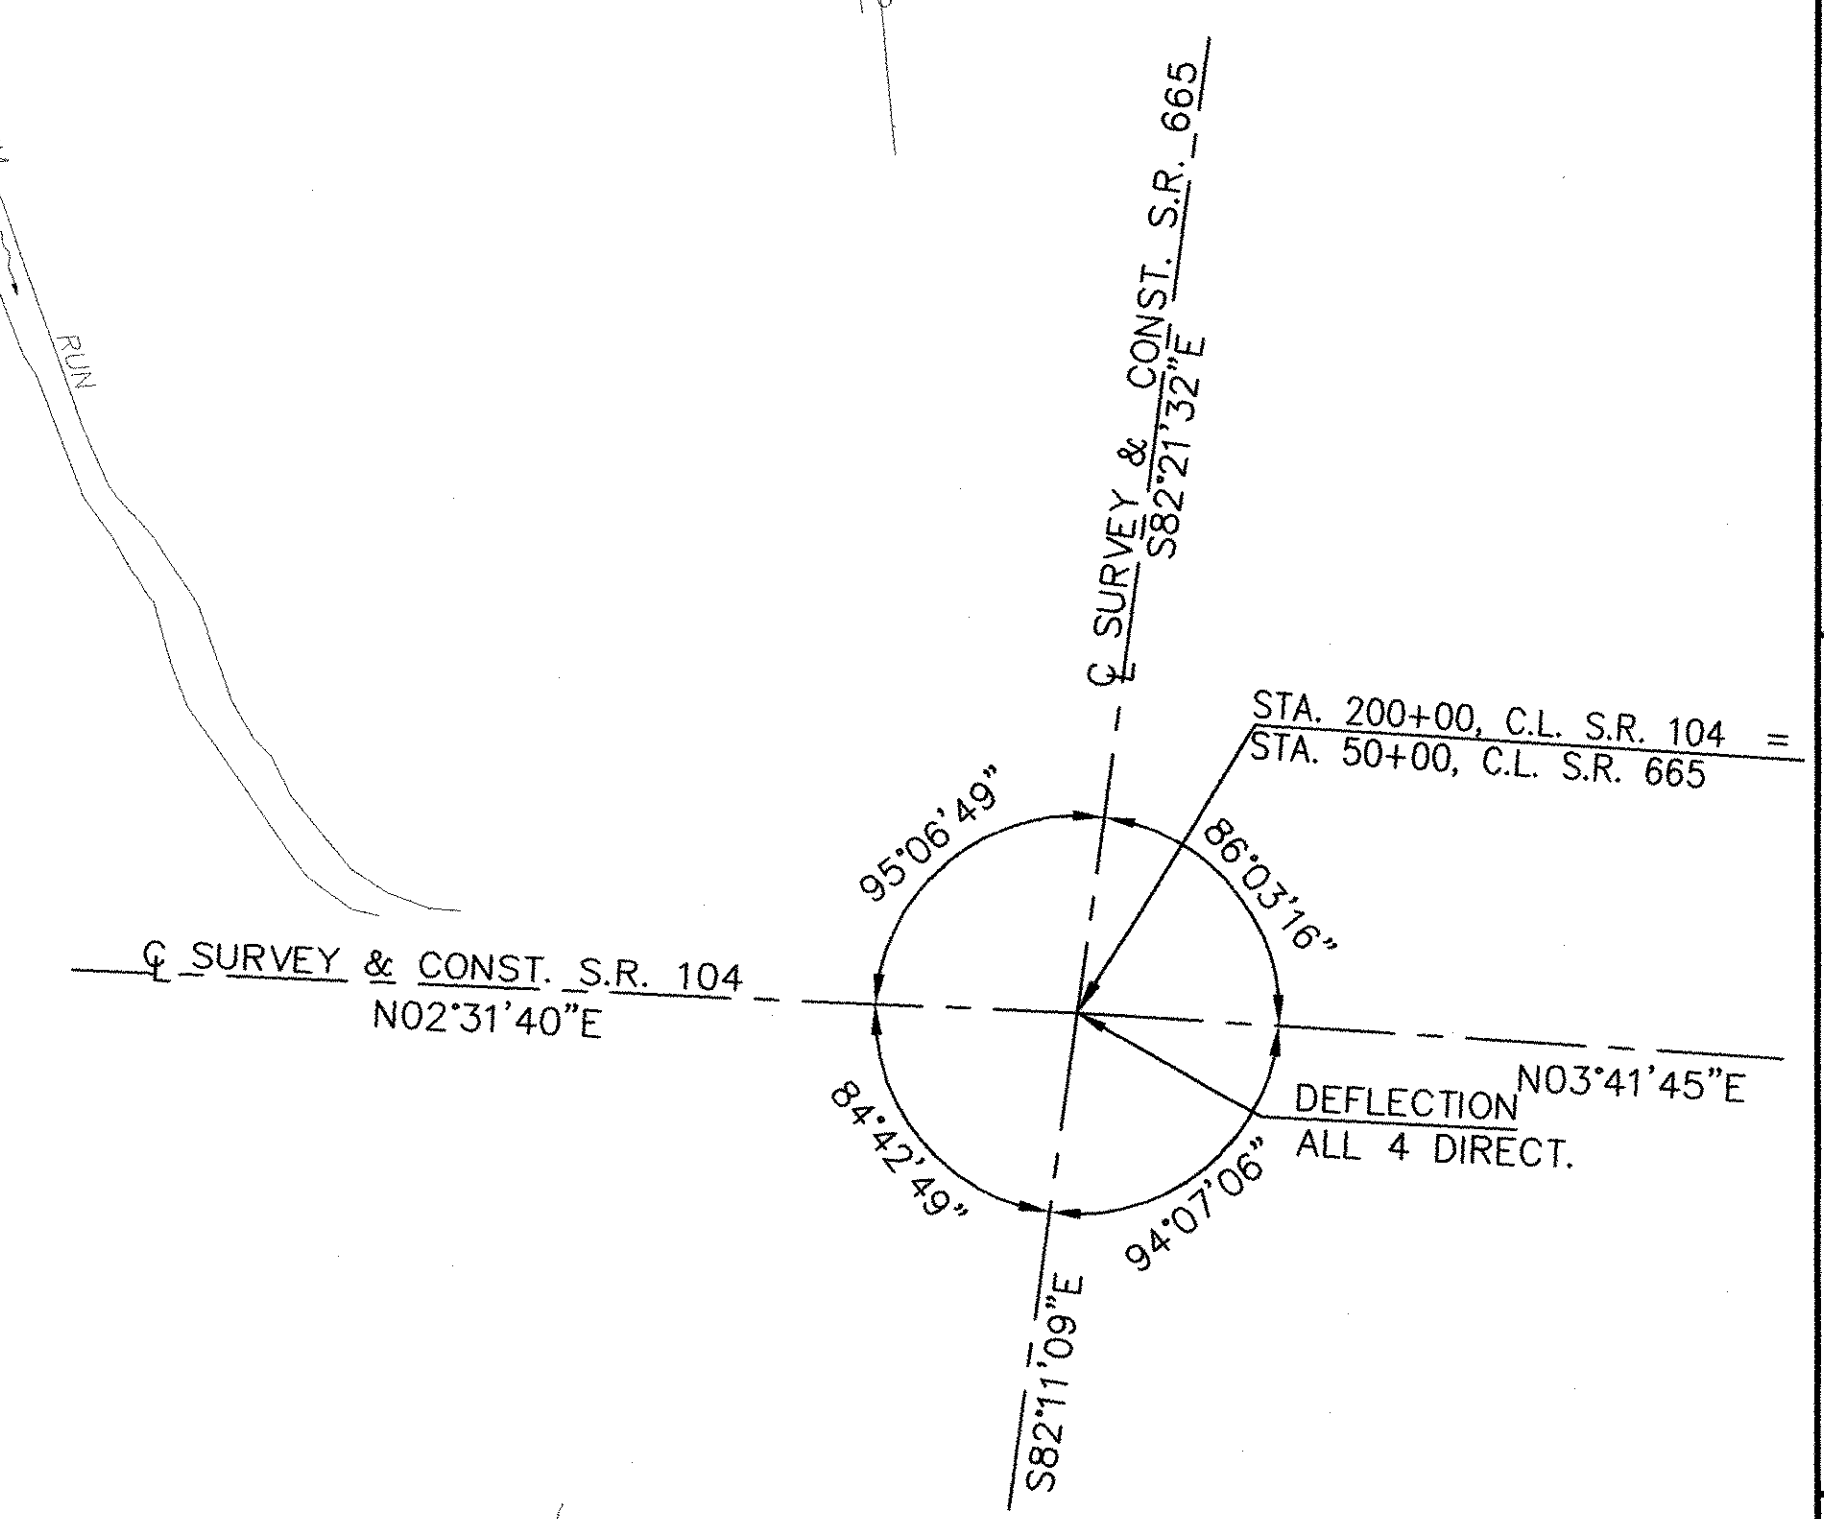 RUN
℄ SURVEY & CONST. S.R. 665
S82°21'32"E
STA. 200+00, C.L. S.R. 104 =
STA. 50+00, C.L. S.R. 665
95°06'49"
86°03'16"
℄ SURVEY & CONST. S.R. 104
N02°31'40"E
N03°41'45"E
DEFLECTION
ALL 4 DIRECT.
84°42'49"
94°07'06"
S82°11'09"E